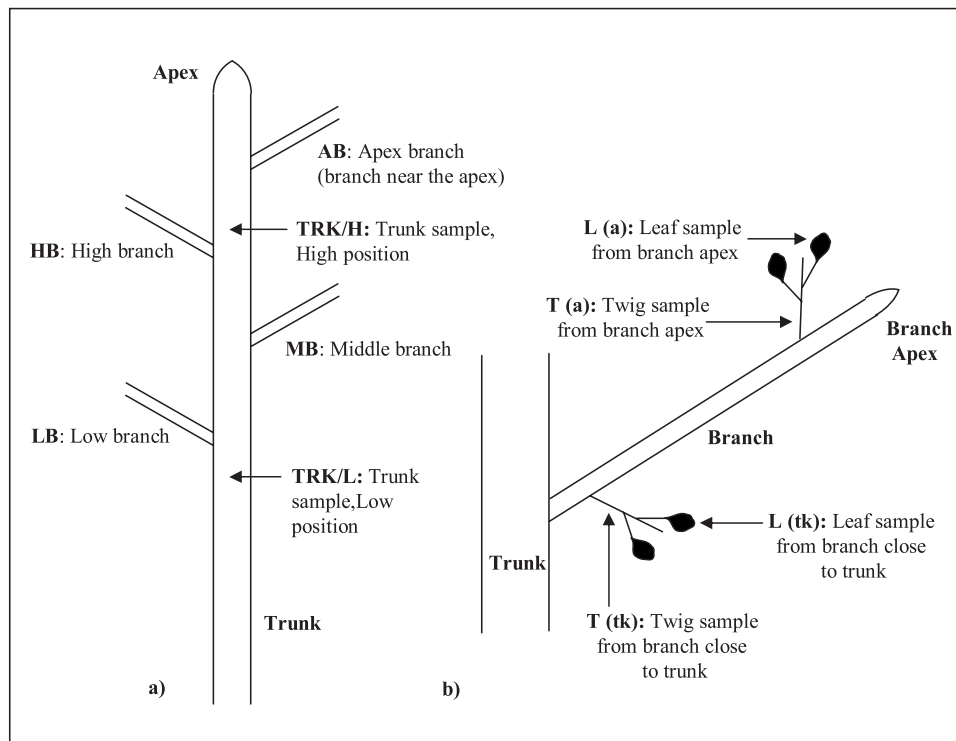 Apex
AB: Apex branch
(branch near the apex)
HB: High branch
TRK/H: Trunk sample,
High position
MB: Middle branch
LB: Low branch
TRK/L: Trunk
sample,Low
position
Trunk
a)
L (a): Leaf sample
from branch apex
T (a): Twig sample
from branch apex
Branch
Apex
Branch
L (tk): Leaf sample
from branch close
to trunk
Trunk
T (tk): Twig sample
from branch close
to trunk
b)